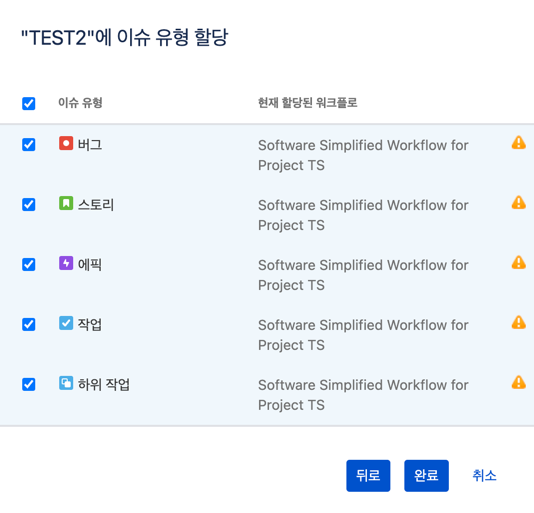 "TEST2"에 이슈 유형 할당
이슈 유형 현재 할당된 워크플로
버그 Software Simplified Workflow for
Project TS
스토리 Software Simplified Workflow for
Project TS
에픽 Software Simplified Workflow for
Project TS
작업 Software Simplified Workflow for
Project TS
하위 작업 Software Simplified Workflow for
Project TS
뒤로 완료 취소